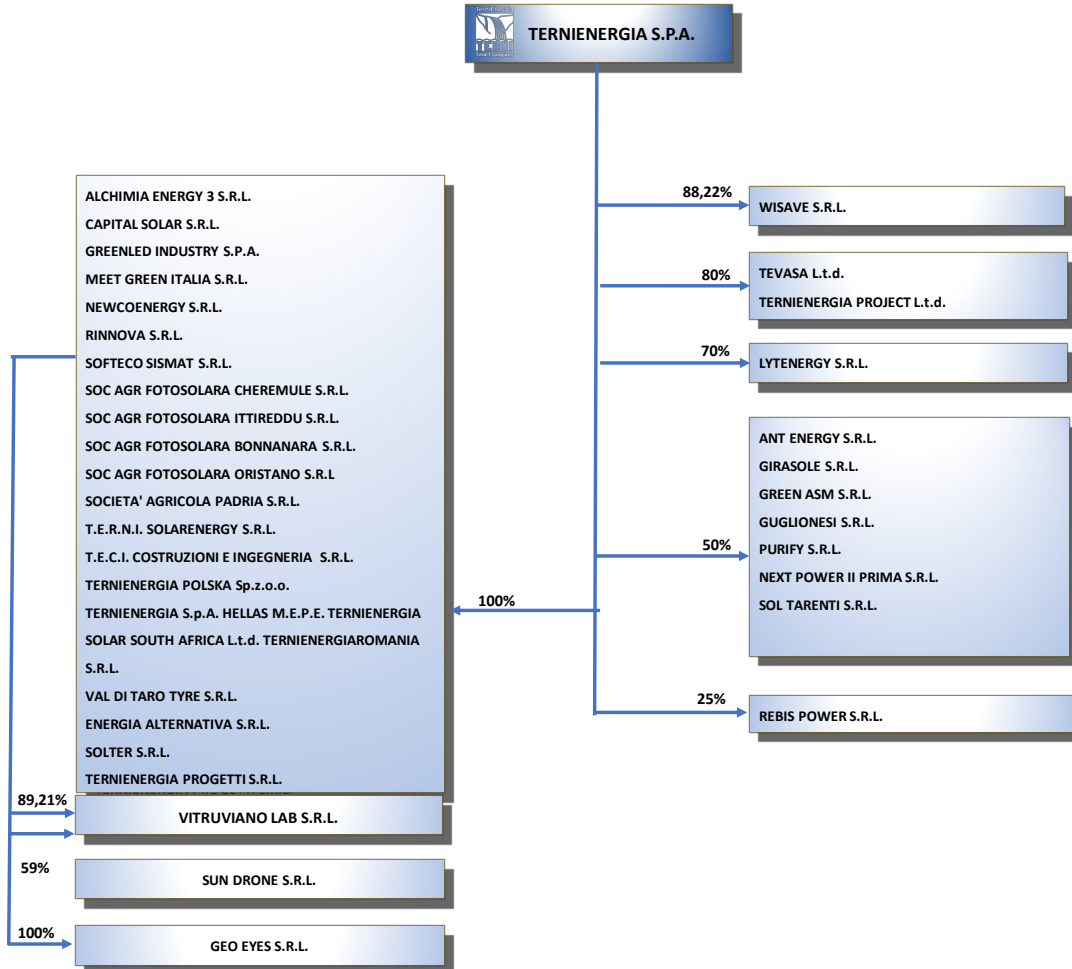 TERNIENERGIA S.P.A.
ALCHIMIA ENERGY 3 S.R.L.
CAPITAL SOLAR S.R.L.
GREENLED INDUSTRY S.P.A.
MEET GREEN ITALIA S.R.L.
NEWCOENERGY S.R.L.
RINNOVA S.R.L.
SOFTECO SISMAT S.R.L.
SOC AGR FOTOSOLARA CHEREMULE S.R.L.
SOC AGR FOTOSOLARA ITTIREDDU S.R.L.
SOC AGR FOTOSOLARA BONNANARA S.R.L.
SOC AGR FOTOSOLARA ORISTANO S.R.L
SOCIETA' AGRICOLA PADRIA S.R.L.
T.E.R.N.I. SOLARENERGY S.R.L.
T.E.C.I. COSTRUZIONI E INGEGNERIA S.R.L.
TERNIENERGIA POLSKA Sp.z.o.o.
TERNIENERGIA S.p.A. HELLAS M.E.P.E. TERNIENERGIA
SOLAR SOUTH AFRICA L.t.d. TERNIENERGIAROMANIA
S.R.L.
VAL DI TARO TYRE S.R.L.
ENERGIA ALTERNATIVA S.R.L.
SOLTER S.R.L.
TERNIENERGIA PROGETTI S.R.L.
100%
88,22%
WISAVE S.R.L.
80%
TEVASA L.t.d.
TERNIENERGIA PROJECT L.t.d.
70%
LYTENERGY S.R.L.
50%
ANT ENERGY S.R.L.
GIRASOLE S.R.L.
GREEN ASM S.R.L.
GUGLIONESI S.R.L.
PURIFY S.R.L.
NEXT POWER II PRIMA S.R.L.
SOL TARENTI S.R.L.
25%
REBIS POWER S.R.L.
89,21%
VITRUVIANO LAB S.R.L.
59%
SUN DRONE S.R.L.
100%
GEO EYES S.R.L.